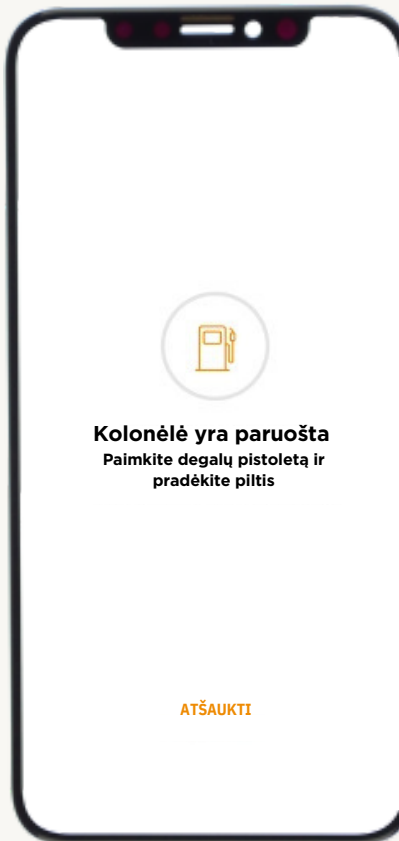 Kolonėlė yra paruošta
Paimkite degalų pistoletą ir
pradėkite piltis
ATŠAUKTI